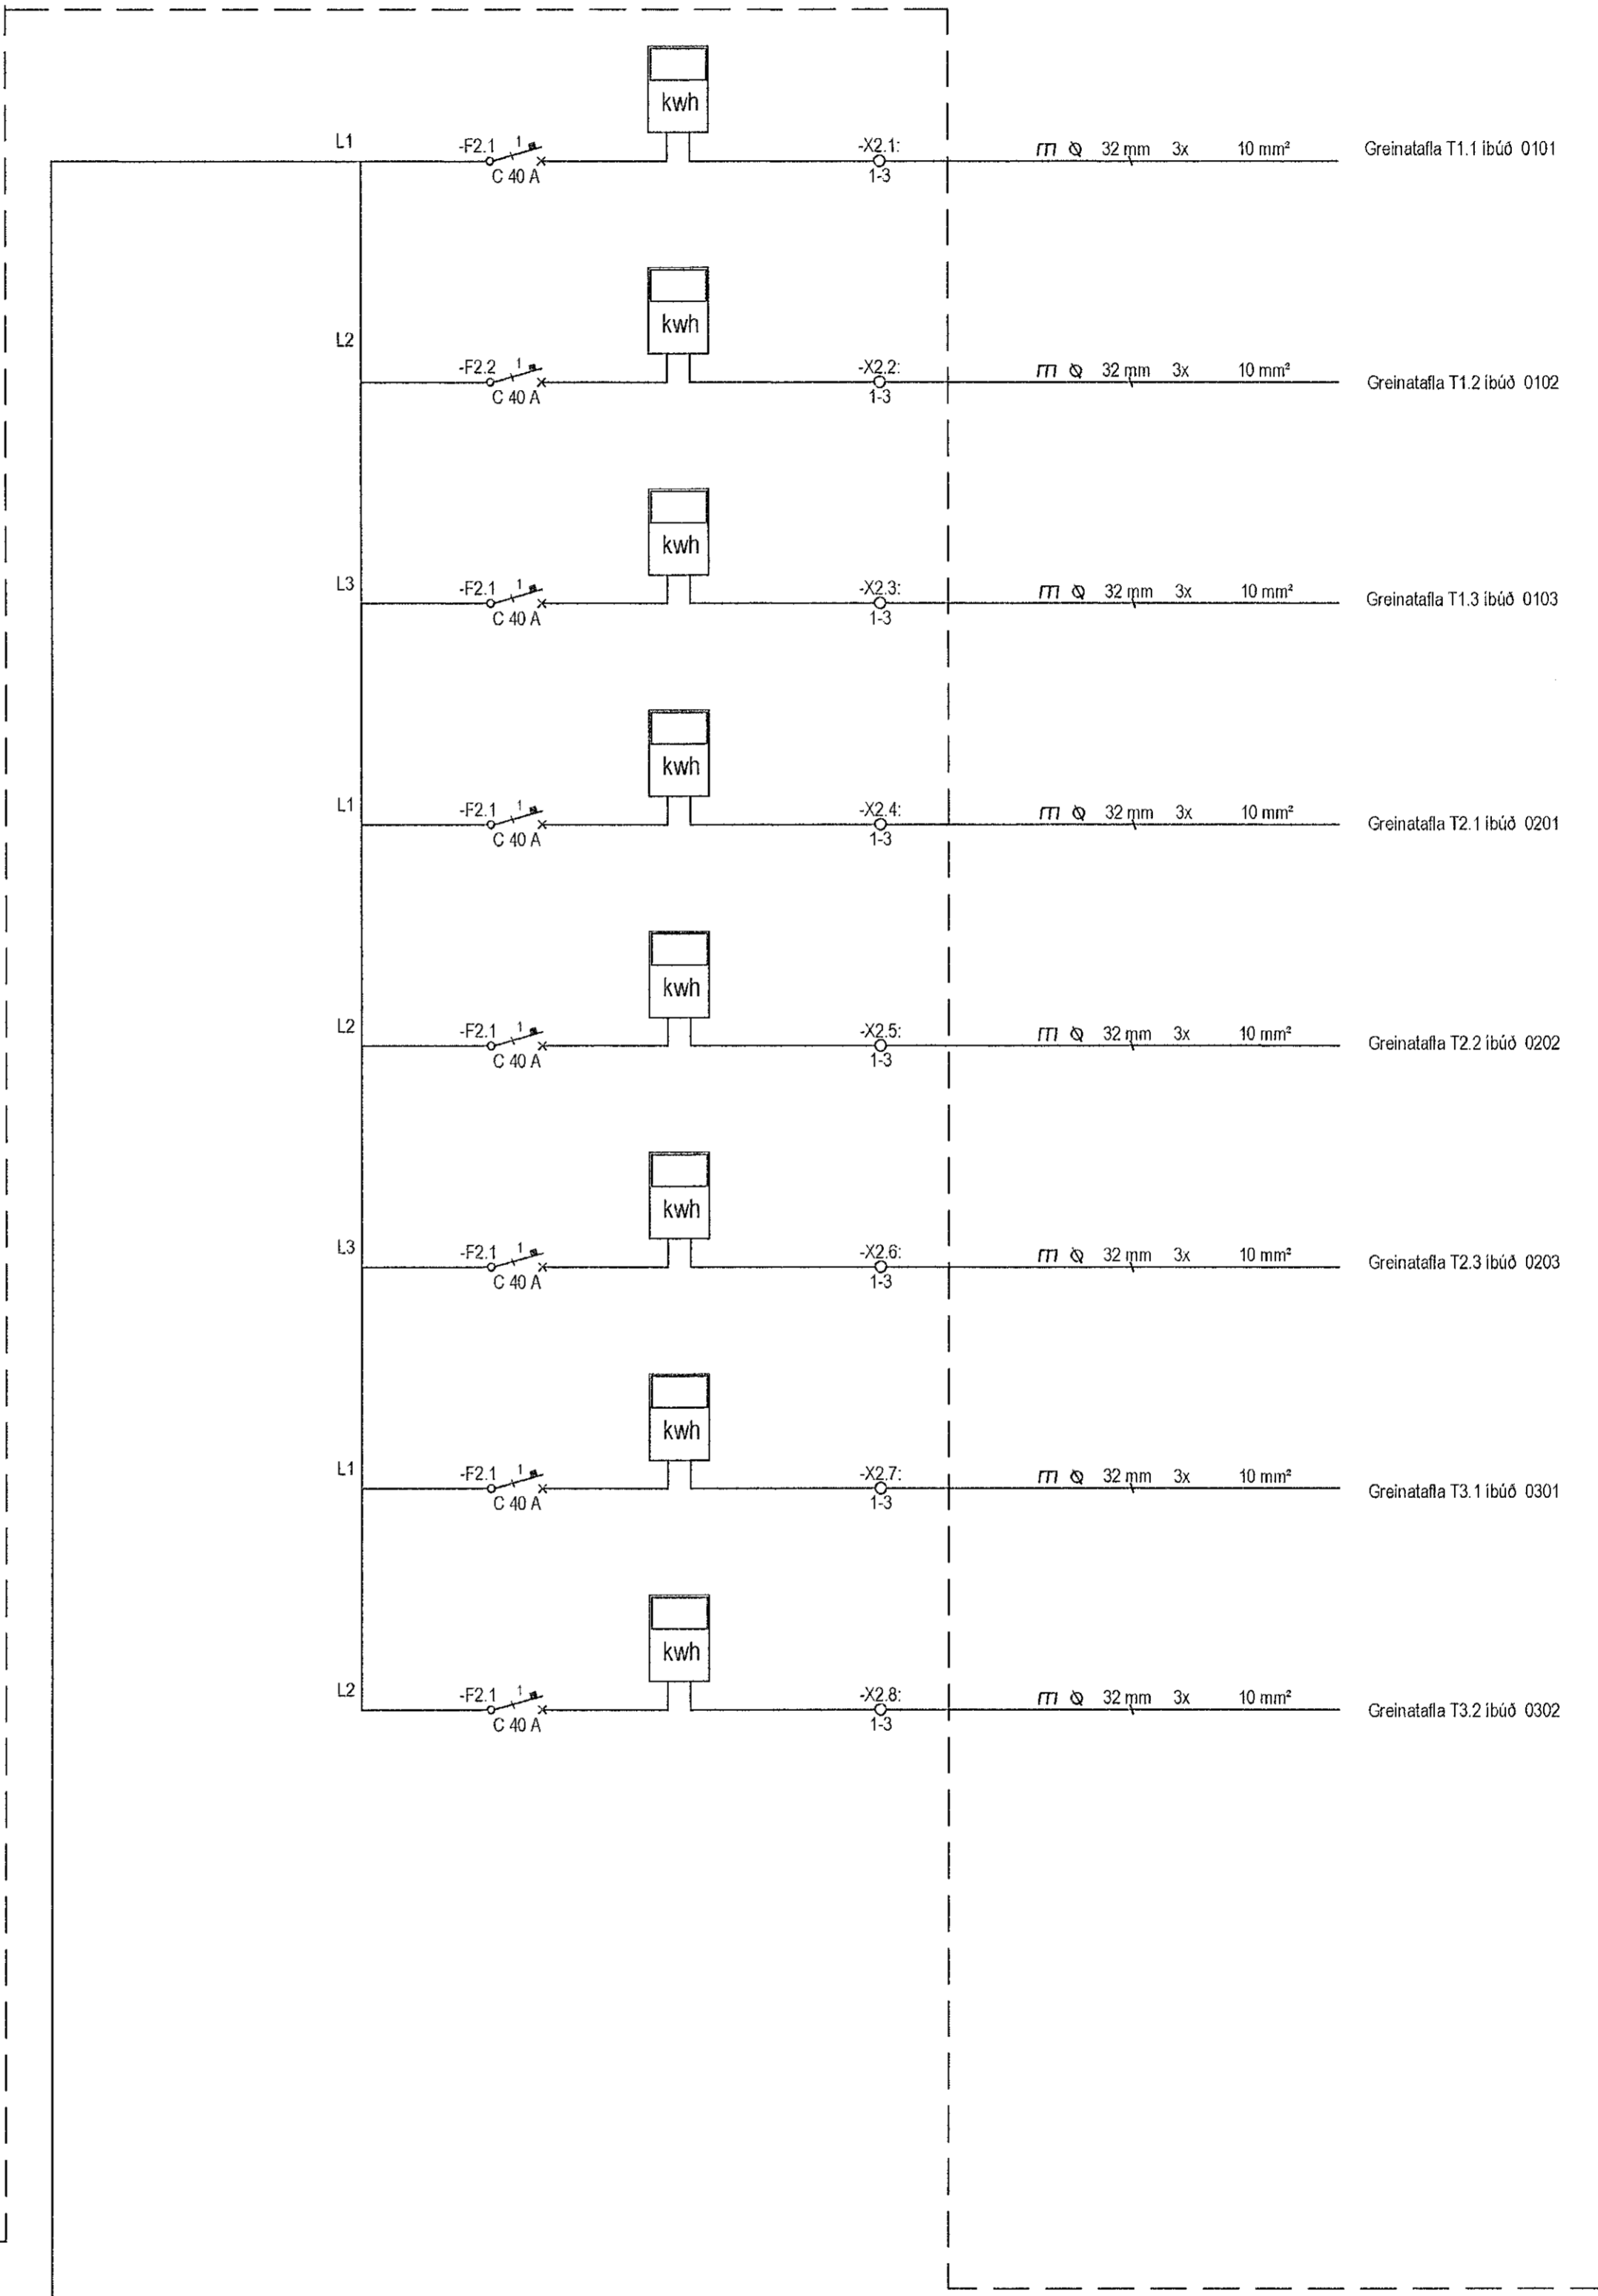 kwh
L1 -F2.1 1 -X2.1: 32 mm 3x 10 mm² Greinatafla T1.1 íbúð 0101
C 40 A 1-3
kwh
L2 -F2.2 1 -X2.2: 32 mm 3x 10 mm² Greinatafla T1.2 íbúð 0102
C 40 A 1-3
kwh
L3 -F2.1 1 -X2.3: 32 mm 3x 10 mm² Greinatafla T1.3 íbúð 0103
C 40 A 1-3
kwh
L1 -F2.1 1 -X2.4: 32 mm 3x 10 mm² Greinatafla T2.1 íbúð 0201
C 40 A 1-3
kwh
L2 -F2.1 1 -X2.5: 32 mm 3x 10 mm² Greinatafla T2.2 íbúð 0202
C 40 A 1-3
kwh
L3 -F2.1 1 -X2.6: 32 mm 3x 10 mm² Greinatafla T2.3 íbúð 0203
C 40 A 1-3
kwh
L1 -F2.1 1 -X2.7: 32 mm 3x 10 mm² Greinatafla T3.1 íbúð 0301
C 40 A 1-3
kwh
L2 -F2.1 1 -X2.8: 32 mm 3x 10 mm² Greinatafla T3.2 íbúð 0302
C 40 A 1-3